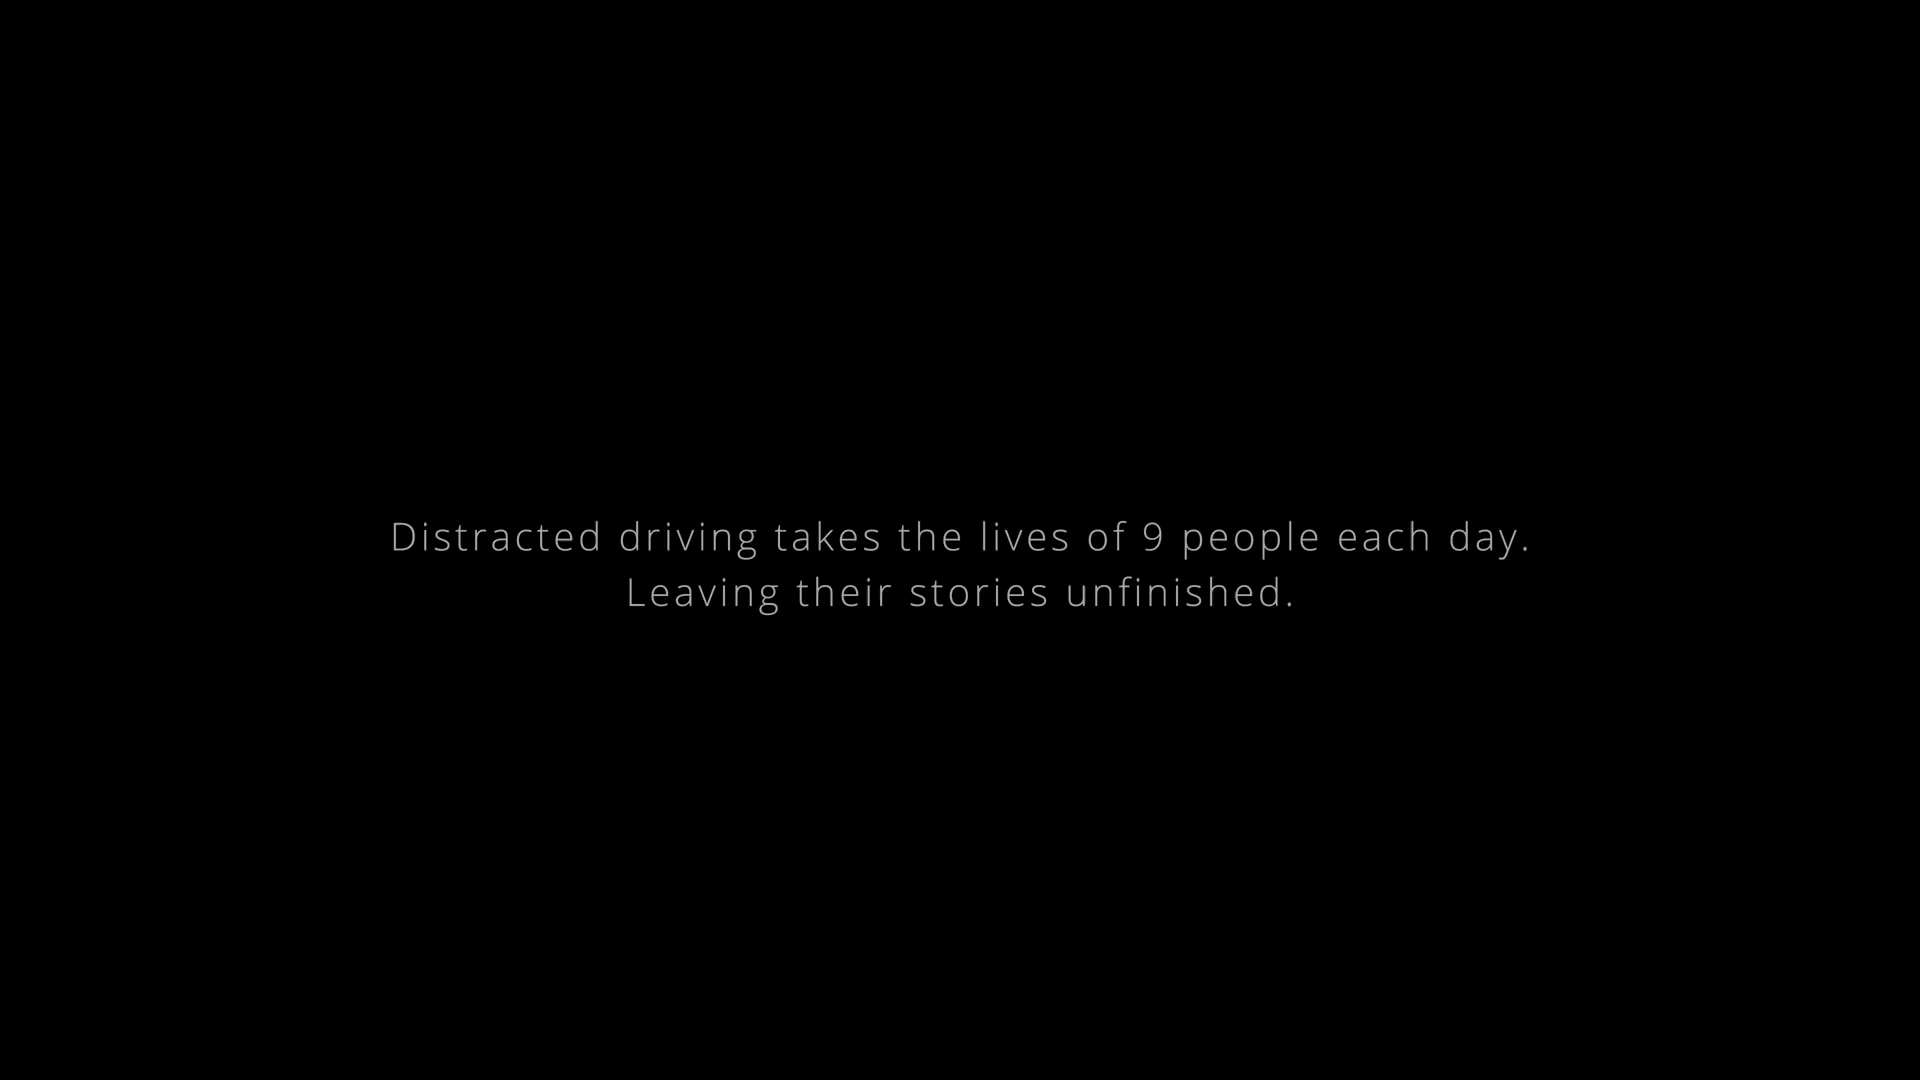 Distracted driving takes the lives of 9 people each day.
Leaving their stories unfinished.